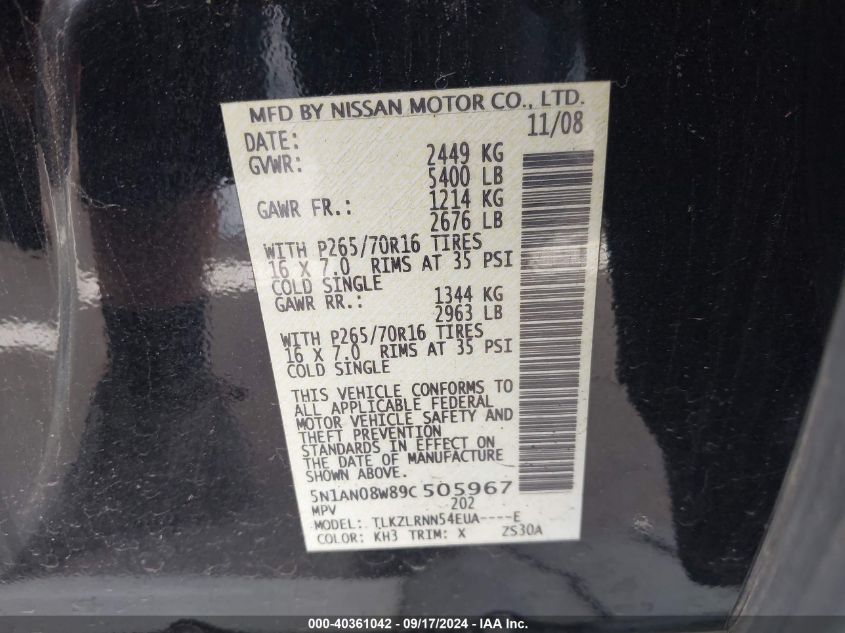 MFD BY NISSAN MOTOR CO., LTD.
DATE: 11/08
GVWR: 2449 KG
5400 LB
GAWR FR.: 1214 KG
2676 LB
WITH P265/70R16 TIRES
16 X 7.0 RIMS AT 35 PSI
COLD SINGLE
GAWR RR.: 1344 KG
2963 LB
WITH P265/70R16 TIRES
16 X 7.0 RIMS AT 35 PSI
COLD SINGLE
THIS VEHICLE CONFORMS TO
ALL APPLICABLE FEDERAL
MOTOR VEHICLE SAFETY AND
THEFT PREVENTION
STANDARDS IN EFFECT ON
THE DATE OF MANUFACTURE
SHOWN ABOVE.
5N1AN08W89C505967
MPV 202
MODEL: TLKZLRNN54EUA----E
COLOR: KH3 TRIM: X ZS30A
000-40361042 - 09/17/2024 - IAA Inc.